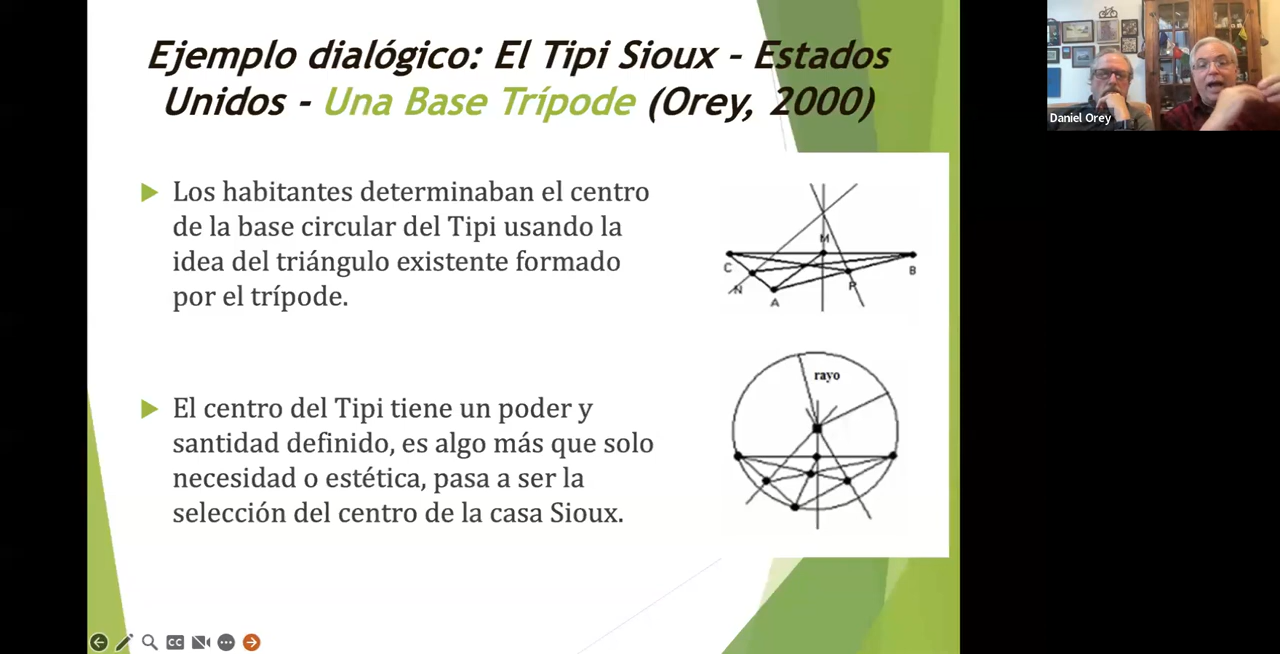 Ejemplo dialógico: El Tipi Sioux - Estados
Unidos - Una Base Trípode (Orey, 2000)
Los habitantes determinaban el centro
de la base circular del Tipi usando la
idea del triángulo existente formado
por el trípode.
El centro del Tipi tiene un poder y
santidad definido, es algo más que solo
necesidad o estética, pasa a ser la
selección del centro de la casa Sioux.
M
C
B
N
P
A
rayo
CC
Daniel Orey